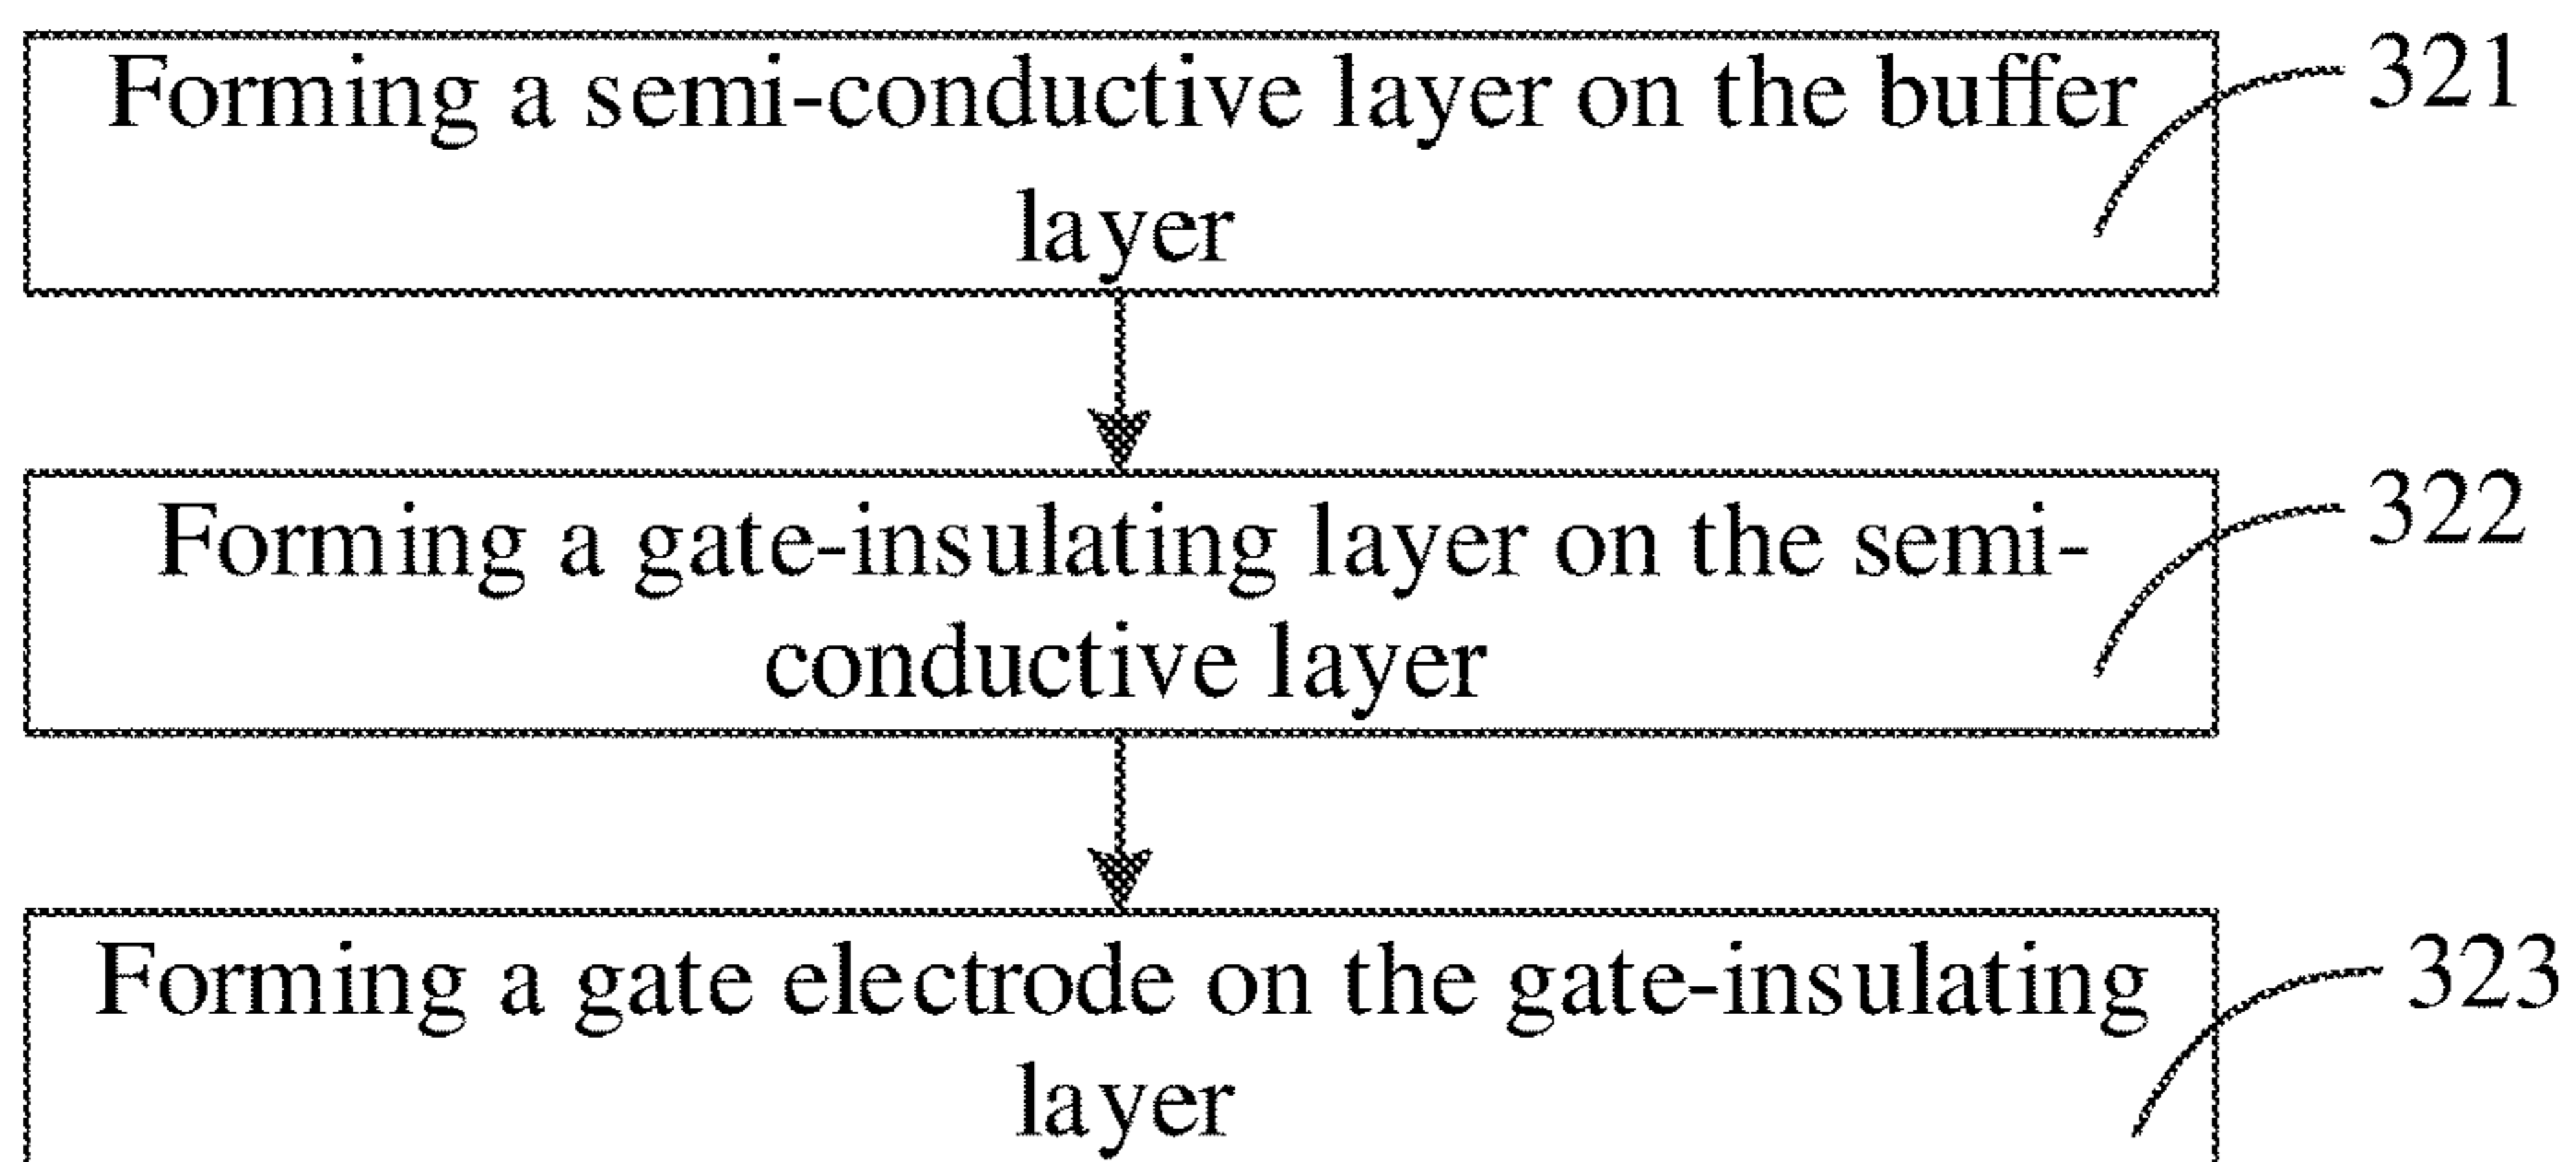 Forming a semi-conductive layer on the buffer 321
layer
Forming a gate-insulating layer on the semi- 322
conductive layer
Forming a gate electrode on the gate-insulating 323
layer